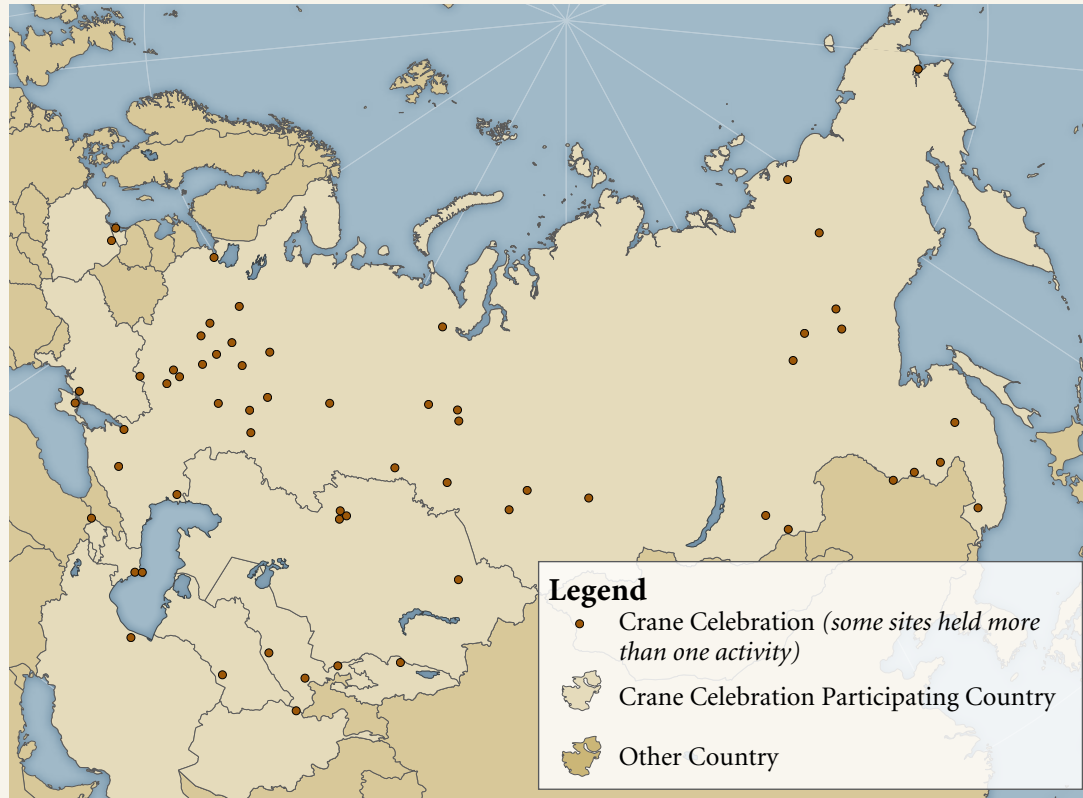 Legend
Crane Celebration (some sites held more
than one activity)
Crane Celebration Participating Country
Other Country